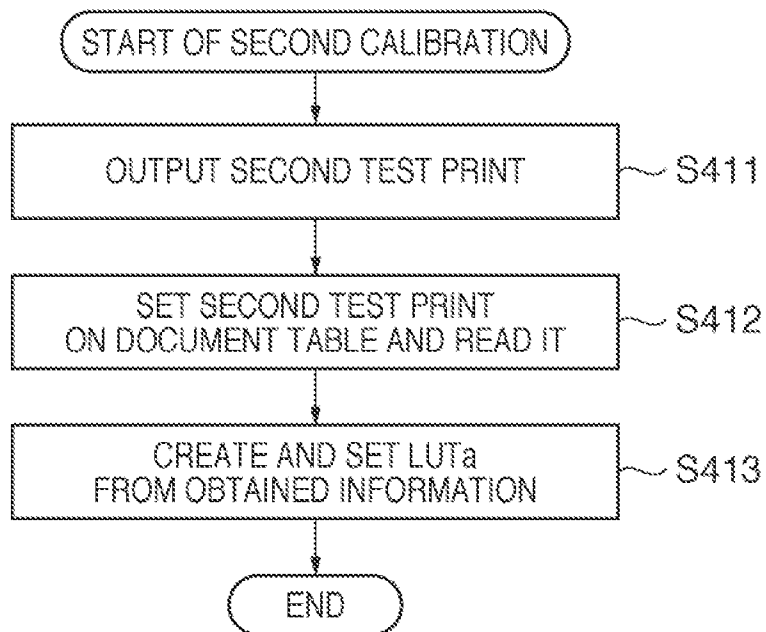 START OF SECOND CALIBRATION
OUTPUT SECOND TEST PRINT
S411
SET SECOND TEST PRINT
ON DOCUMENT TABLE AND READ IT
S412
CREATE AND SET LUTa
FROM OBTAINED INFORMATION
S413
END